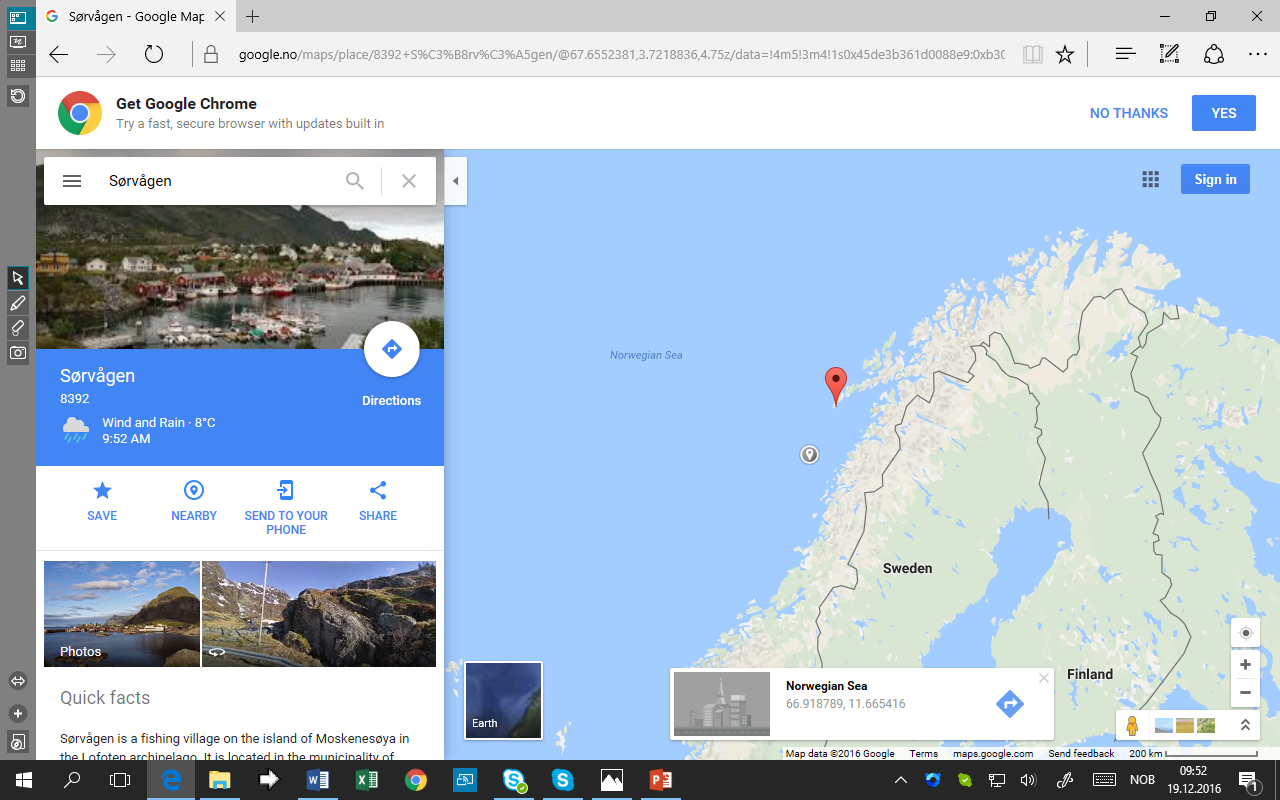 Sørvågen - Google Map
google.no/maps/place/8392+S%C3%B8rv%C3%A5gen/@67.6552381,3.7218836,4.75z/data=!4m5!3m4!1s0x45de3b361d0088e9:0xb30
Get Google Chrome
Try a fast, secure browser with updates built in
NO THANKS
YES
Sørvågen
Sign in
Norwegian Sea
Sørvågen
8392
Directions
Wind and Rain · 8°C
9:52 AM
SAVE
NEARBY
SEND TO YOUR
PHONE
SHARE
Sweden
Finland
Photos
Quick facts
Sørvågen is a fishing village on the island of Moskenesøya in
the Lofoten archipelago. It is located in the municipality of
Earth
Norwegian Sea
66.918789, 11.665416
Map data ©2016 Google
Terms
maps.google.com
Send feedback
200 km
NOB
09:52
19.12.2016
1